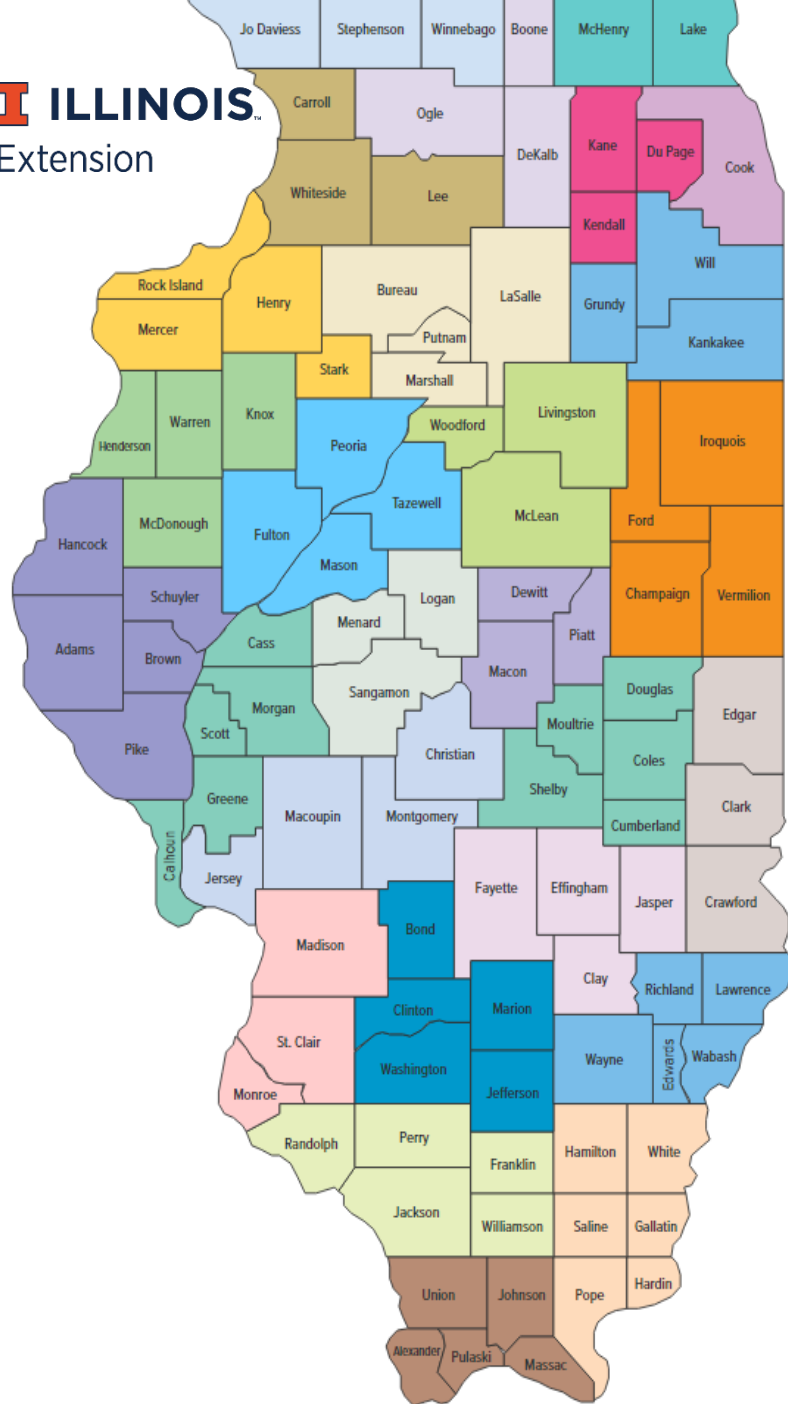 Jo Daviess
Stephenson
Winnebago
Boone
McHenry
Lake
ILLINOIS™
Extension
Carroll
Ogle
DeKalb
Kane
Du Page
Cook
Whiteside
Lee
Kendall
Rock Island
Henry
Bureau
LaSalle
Will
Grundy
Mercer
Putnam
Kankakee
Stark
Marshall
Henderson
Warren
Knox
Peoria
Woodford
Livingston
Iroquois
Hancock
McDonough
Fulton
Tazewell
McLean
Ford
Mason
Schuyler
Logan
Dewitt
Champaign
Vermilion
Adams
Brown
Cass
Menard
Piatt
Macon
Sangamon
Douglas
Pike
Scott
Morgan
Moultrie
Edgar
Christian
Coles
Shelby
Greene
Macoupin
Montgomery
Clark
Cumberland
Calhoun
Jersey
Fayette
Effingham
Jasper
Crawford
Madison
Bond
Clay
Richland
Lawrence
Clinton
Marion
St. Clair
Washington
Wayne
Edwards
Wabash
Monroe
Jefferson
Randolph
Perry
Franklin
Hamilton
White
Jackson
Williamson
Saline
Gallatin
Union
Johnson
Pope
Hardin
Alexander
Pulaski
Massac